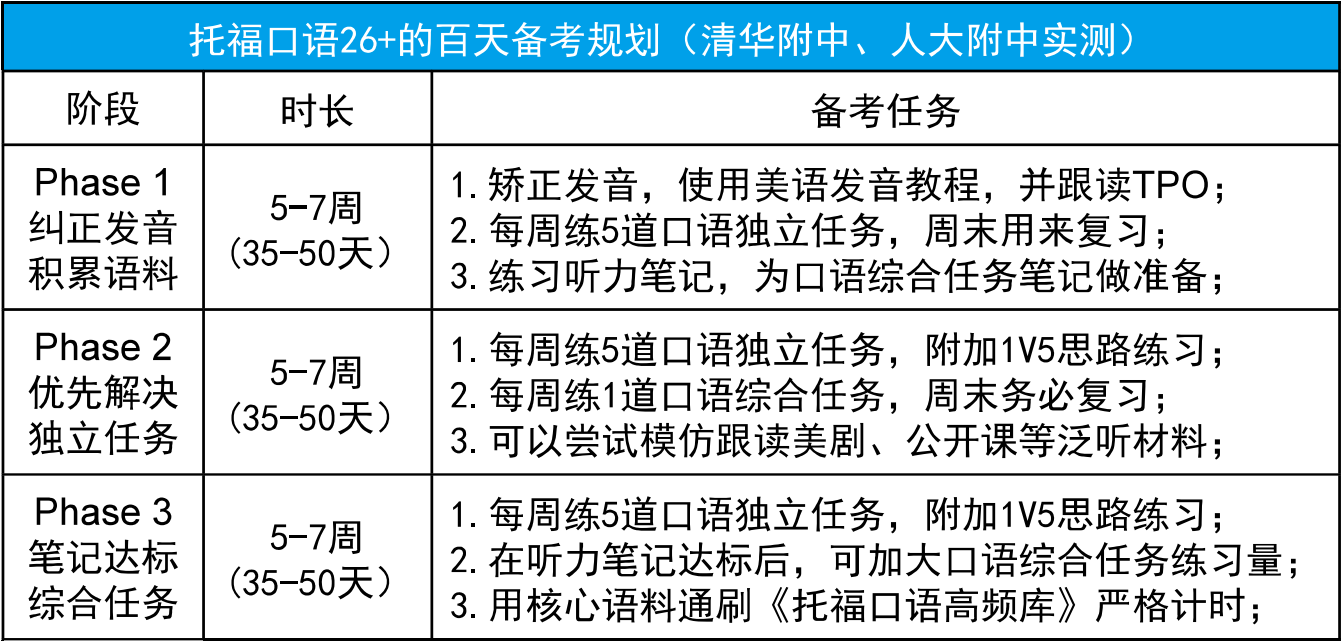 托福口语26+的百天备考规划（清华附中、人大附中实测）
阶段
时长
备考任务
Phase 1
纠正发音
积累语料
5-7周
(35-50天)
1.矫正发音，使用美语发音教程，并跟读TPO；
2.每周练5道口语独立任务，周末用来复习；
3.练习听力笔记，为口语综合任务笔记做准备；
Phase 2
优先解决
独立任务
5-7周
(35-50天)
1.每周练5道口语独立任务，附加1V5思路练习；
2.每周练1道口语综合任务，周末务必复习；
3.可以尝试模仿跟读美剧、公开课等泛听材料；
Phase 3
笔记达标
综合任务
5-7周
(35-50天)
1.每周练5道口语独立任务，附加1V5思路练习；
2.在听力笔记达标后，可加大口语综合任务练习量；
3.用核心语料通刷《托福口语高频库》严格计时；